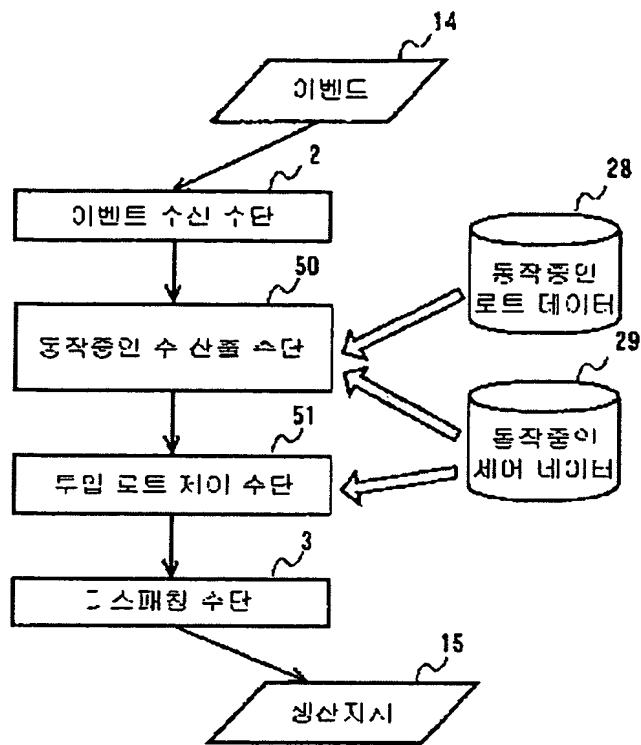 14
이벤트
2
이벤트 수신 수단
28
50
동작중인
로트 데이터
동작중인 수 산출 수단
29
51
동작중인
제어 데이터
투입 로트 제어 수단
3
디스패칭 수단
15
생산지시